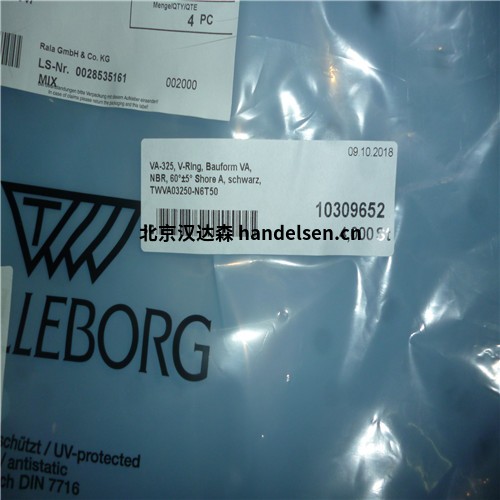 Menge/QTY/QTE
4 PC
Rala GmbH & Co. KG
LS-Nr. 0028535161
002000
MIX
09.10.2018
VA-325, V-Ring, Bauform VA,
NBR, 60°±5° Shore A, schwarz,
TWVA03250-N6T50
10309652
北京汉达森 handelsen.cn
LLEBORG
schützt / UV-protected
/ antistatic
ch DIN 7716